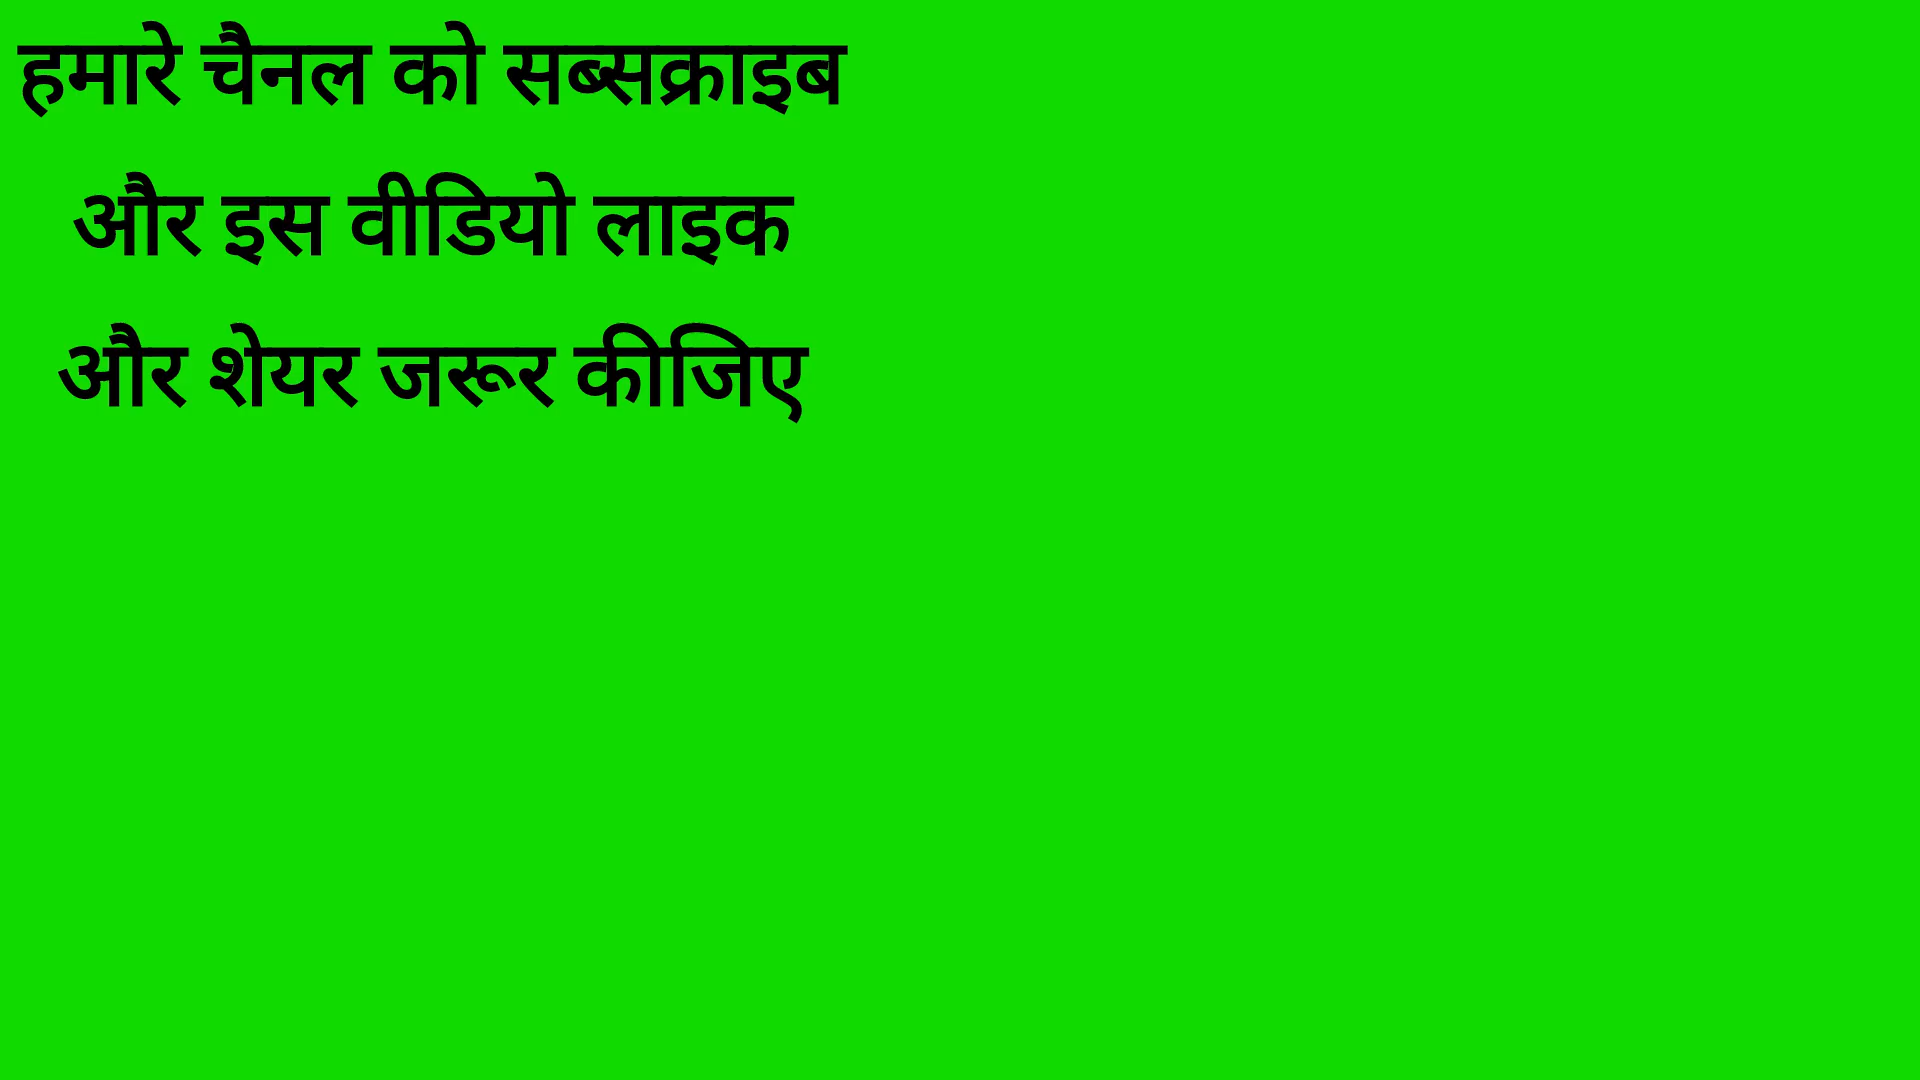 हमारे चैनल को सब्सक्राइब
और इस वीडियो लाइक
और शेयर जरूर कीजिए